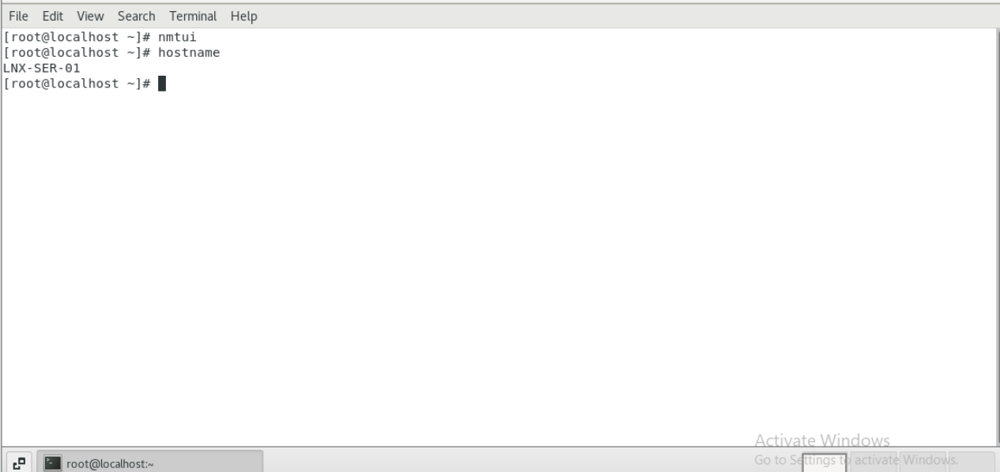 File Edit View Search Terminal Help
[root@localhost ~]# nmtui
[root@localhost ~]# hostname
LNX-SER-01
[root@localhost ~]#
Activate Windows
Go to Settings to activate Windows.
root@localhost:~